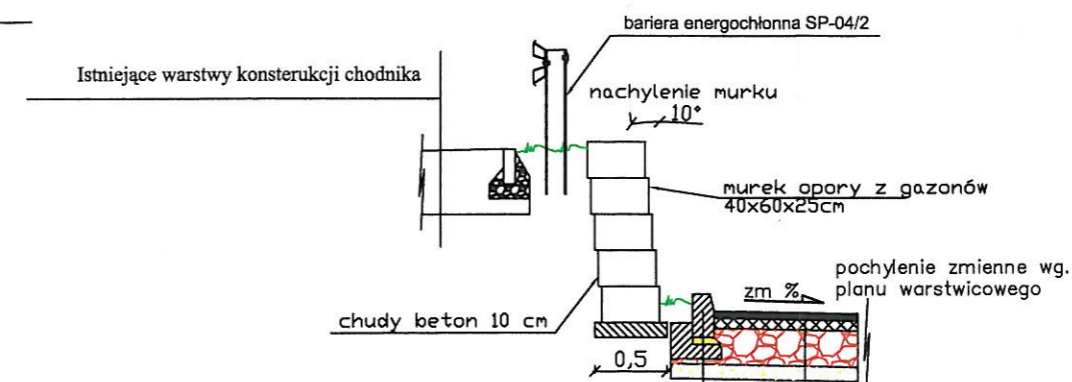 bariera energochłonna SP-04/2
Istniejące warstwy konsterukcji chodnika
nachylenie murku
10°
murek opory z gazonów
40x60x25cm
pochylenie zmienne wg.
planu warstwicowego
zm %
chudy beton 10 cm
0,5